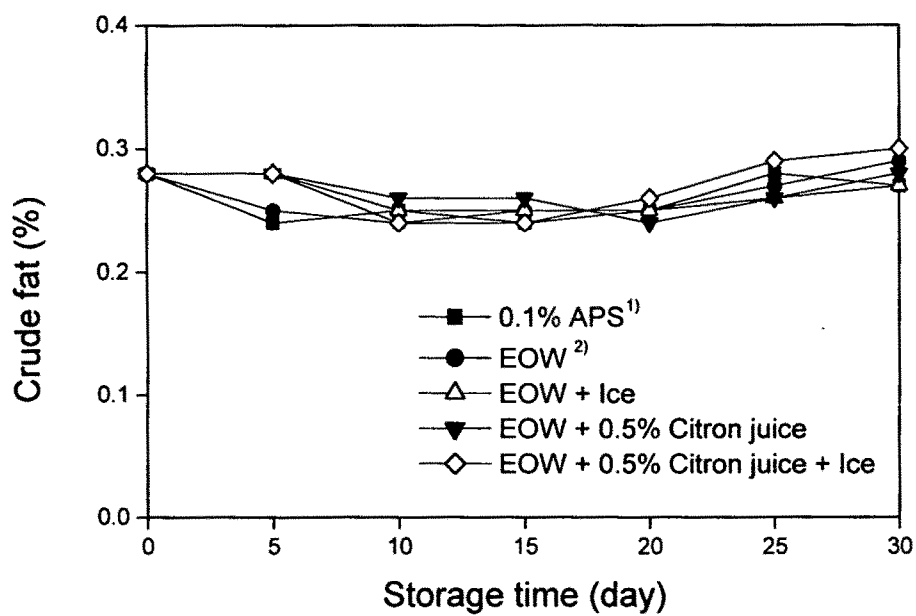 0.4
0.3
0.2
0.1
0.0
Crude fat (%)
0.1% APS1)
EOW 2)
EOW + Ice
EOW + 0.5% Citron juice
EOW + 0.5% Citron juice + Ice
0 5 10 15 20 25 30
Storage time (day)